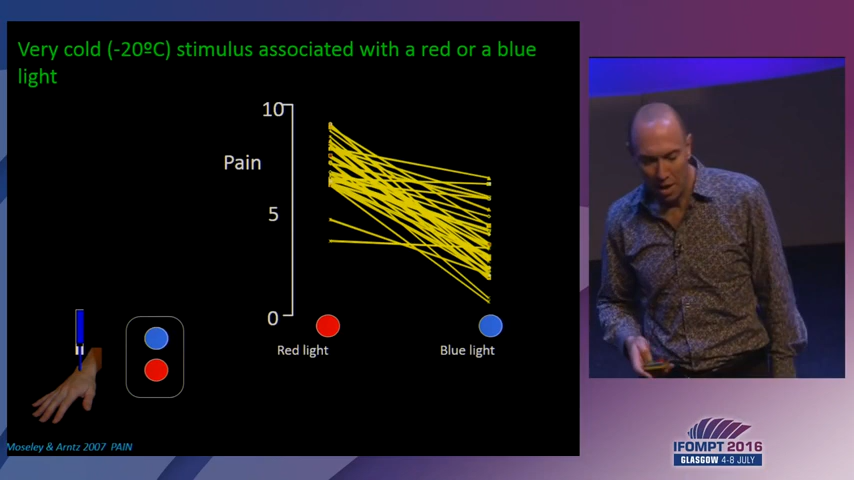 Very cold (-20ºC) stimulus associated with a red or a blue
light
10
Pain
5
0
Red light
Blue light
Moseley & Arntz 2007 PAIN
IFOMPT 2016
GLASGOW 4-8 JULY